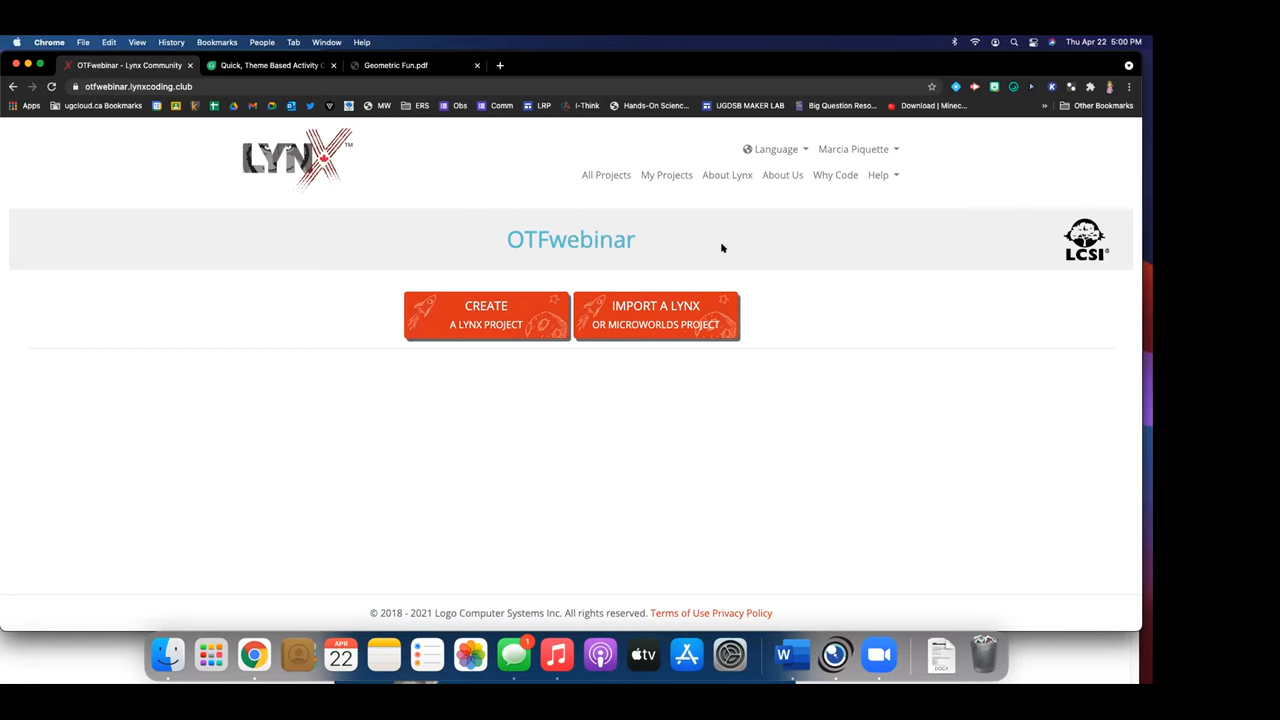 Chrome File Edit View History Bookmarks People Tab Window Help Thu Apr 22 5:00 PM
OTFwebinar - Lynx Community Quick, Theme Based Activity C Geometric Fun.pdf
otfwebinar.lynxcoding.club
Apps ugcloud.ca Bookmarks MW ERS Obs Comm LRP I-Think Hands-On Scienc... UGDSB MAKER LAB Big Question Reso... Download | Minec... » Other Bookmarks
LYNX™ Language Marcia Piquette
All Projects My Projects About Lynx About Us Why Code Help
OTFwebinar
LCSI®
CREATE
A LYNX PROJECT
IMPORT A LYNX
OR MICROWORLDS PROJECT
© 2018 - 2021 Logo Computer Systems Inc. All rights reserved. Terms of Use Privacy Policy
APR
22
1
tv
W
DOCX